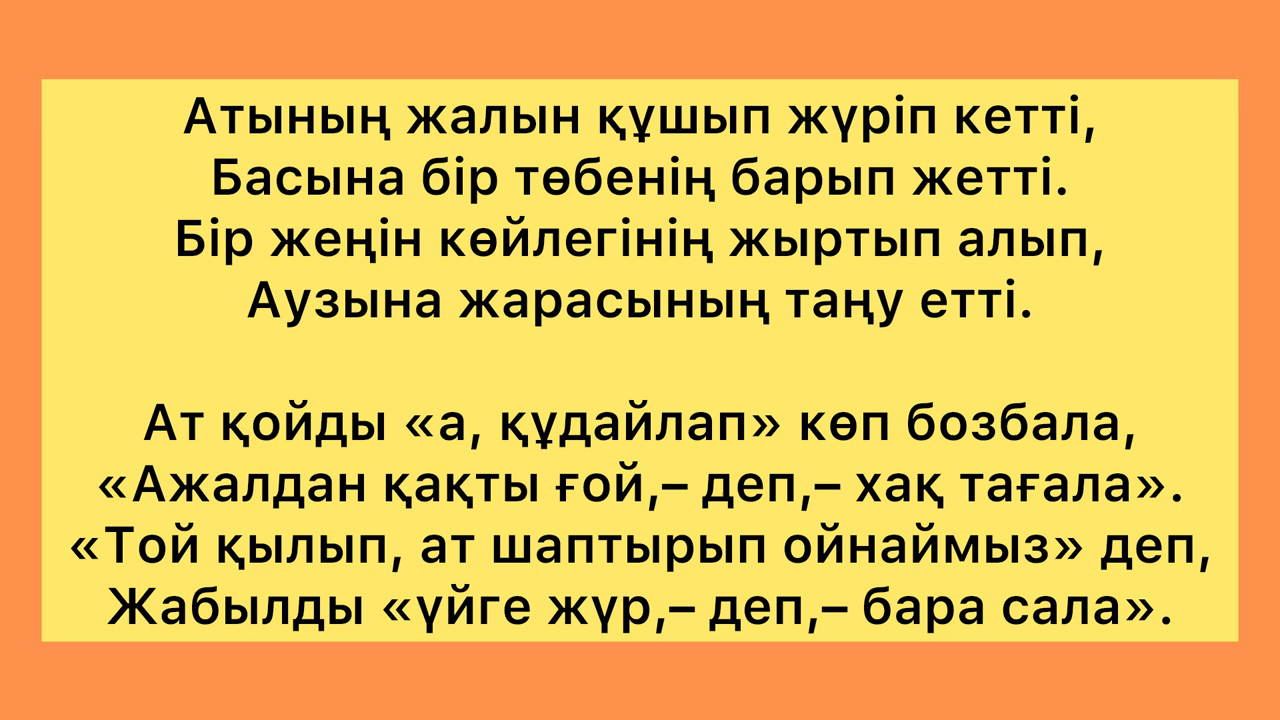 Атының жалын құшып жүріп кетті,
Басына бір төбенің барып жетті.
Бір жеңін көйлегінің жыртып алып,
Аузына жарасының таңу етті.
Ат қойды «а, құдайлап» көп бозбала,
«Ажалдан қақты ғой,– деп,– хақ тағала».
«Той қылып, ат шаптырып ойнаймыз» деп,
Жабылды «үйге жүр,– деп,– бара сала».